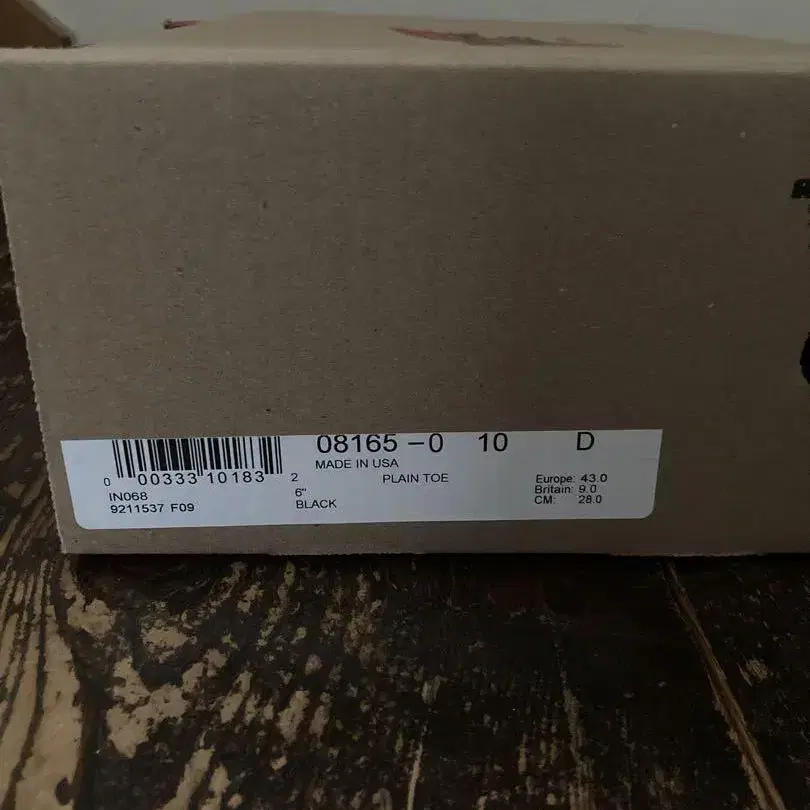 08165 – 0 10 D
MADE IN USA
0 00333 10183 2
PLAIN TOE
IN068
9211537 F09
6"
BLACK
Europe: 43.0
Britain: 9.0
CM: 28.0